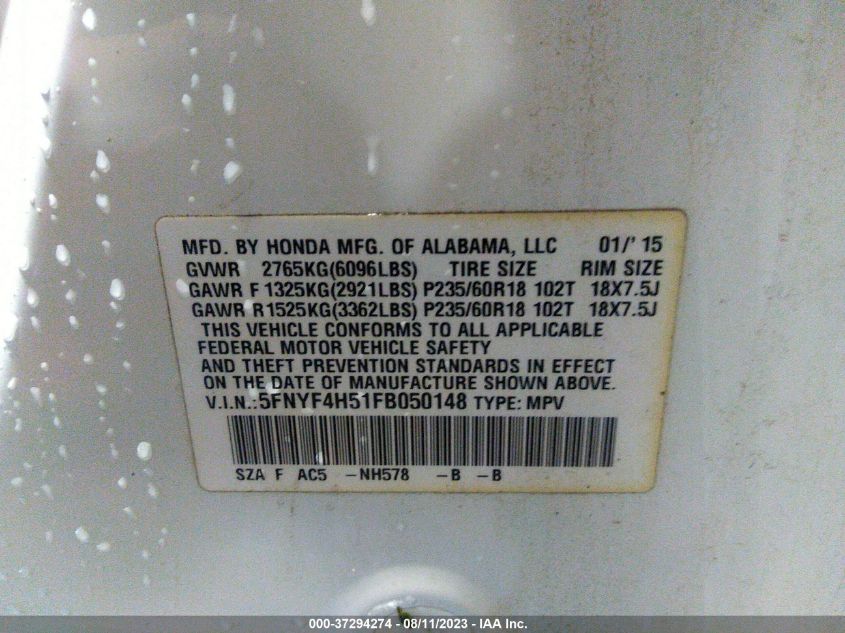 MFD. BY HONDA MFG. OF ALABAMA, LLC 01/'15
GVWR 2765KG(6096LBS) TIRE SIZE RIM SIZE
GAWR F 1325KG(2921LBS) P235/60R18 102T 18X7.5J
GAWR R 1525KG(3362LBS) P235/60R18 102T 18X7.5J
THIS VEHICLE CONFORMS TO ALL APPLICABLE
FEDERAL MOTOR VEHICLE SAFETY
AND THEFT PREVENTION STANDARDS IN EFFECT
ON THE DATE OF MANUFACTURE SHOWN ABOVE.
V.I.N.:5FNYF4H51FB050148 TYPE: MPV
SZA F AC5 -NH578 -B -B
000-37294274 - 08/11/2023 - IAA Inc.